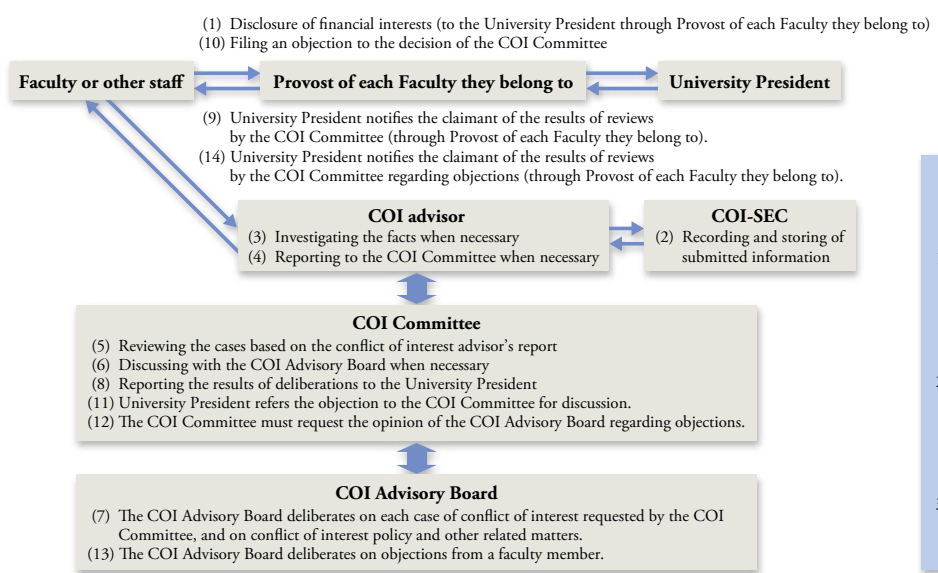 (1) Disclosure of financial interests (to the University President through Provost of each Faculty they belong to)
(10) Filing an objection to the decision of the COI Committee
Faculty or other staff
Provost of each Faculty they belong to
University President
(9) University President notifies the claimant of the results of reviews
by the COI Committee (through Provost of each Faculty they belong to).
(14) University President notifies the claimant of the results of reviews
by the COI Committee regarding objections (through Provost of each Faculty they belong to).
COI advisor
(3) Investigating the facts when necessary
(4) Reporting to the COI Committee when necessary
COI-SEC
(2) Recording and storing of
submitted information
COI Committee
(5) Reviewing the cases based on the conflict of interest advisor's report
(6) Discussing with the COI Advisory Board when necessary
(8) Reporting the results of deliberations to the University President
(11) University President refers the objection to the COI Committee for discussion.
(12) The COI Committee must request the opinion of the COI Advisory Board regarding objections.
COI Advisory Board
(7) The COI Advisory Board deliberates on each case of conflict of interest requested by the COI
Committee, and on conflict of interest policy and other related matters.
(13) The COI Advisory Board deliberates on objections from a faculty member.